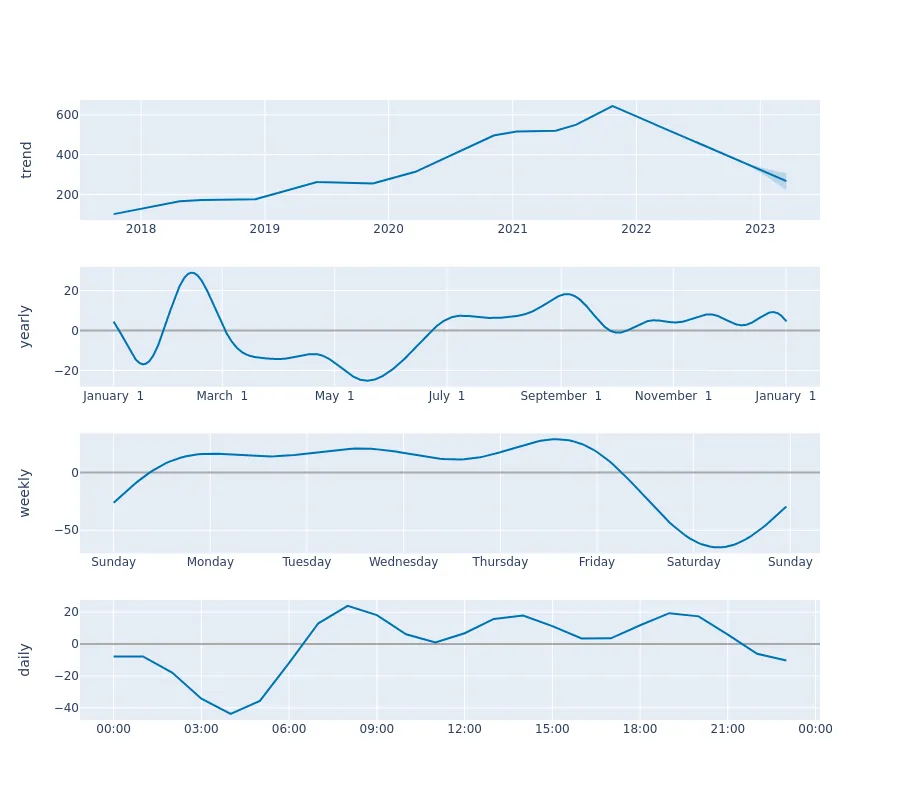 trend
600
400
200
2018 2019 2020 2021 2022 2023
yearly
20
0
−20
January 1 March 1 May 1 July 1 September 1 November 1 January 1
weekly
0
−50
Sunday Monday Tuesday Wednesday Thursday Friday Saturday Sunday
daily
20
0
−20
−40
00:00 03:00 06:00 09:00 12:00 15:00 18:00 21:00 00:00